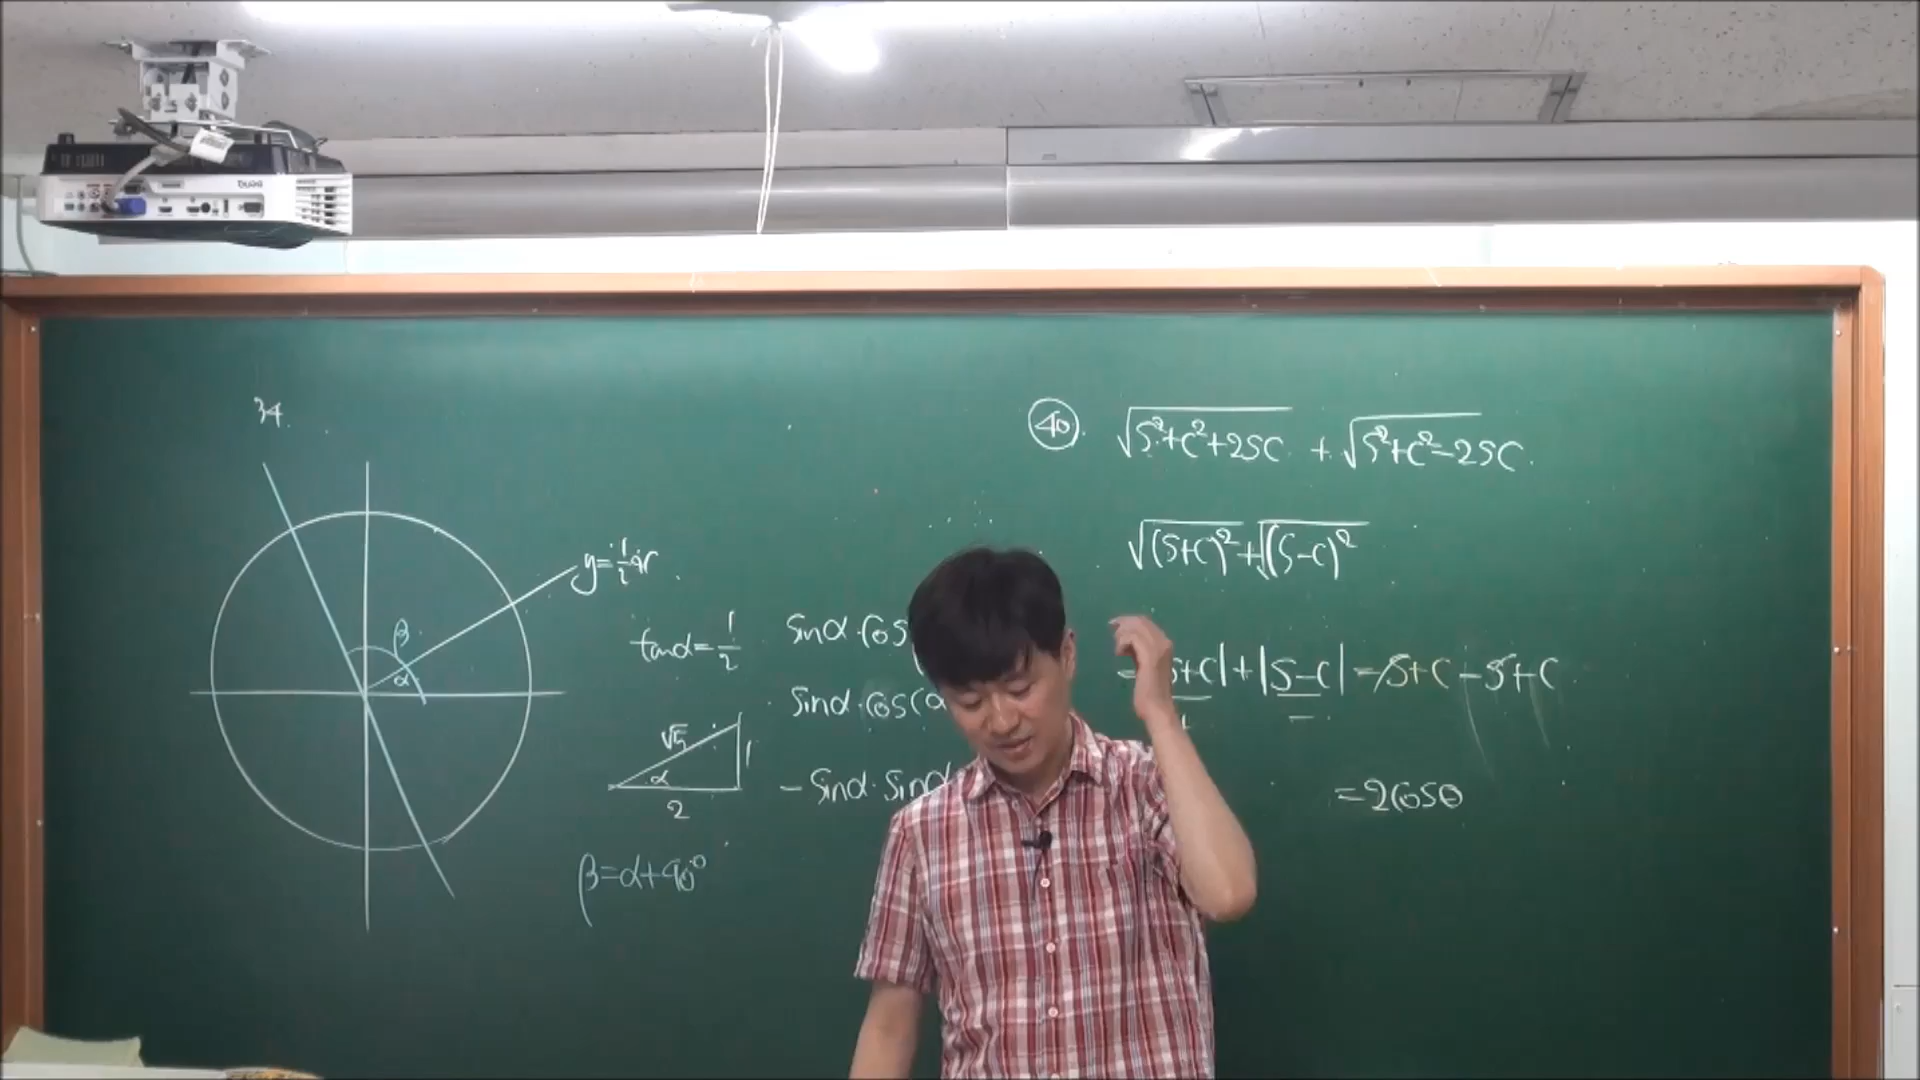 34.
y=½x
β
α
tanα=1/2
√5
α
1
2
β=α+90°
sinα·cos
sinα·cos(α
-sinα·sinα
40.
√(S²+C²+2SC) + √(S²+C²-2SC)
√(S+C)²+√(S-C)²
S+C|+|S-C|=S+C-S+C
=2cosθ
BenQ